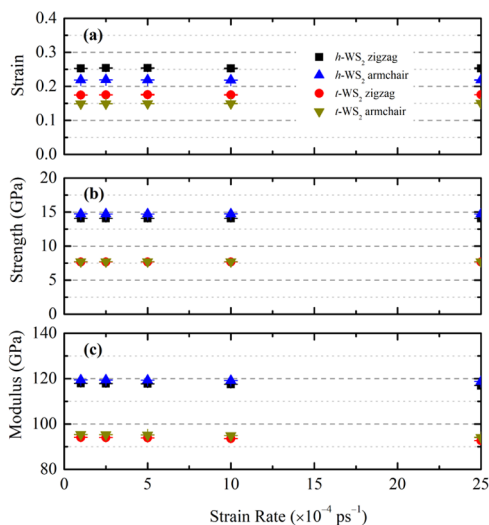 (a)
0.4
0.3
0.2
0.1
0.0
Strain
h-WS2 zigzag
h-WS2 armchair
t-WS2 zigzag
t-WS2 armchair
(b)
20
15
10
5
0
Strength (GPa)
(c)
140
120
100
80
Modulus (GPa)
0 5 10 15 20 25
Strain Rate (×10⁻⁴ ps⁻¹)